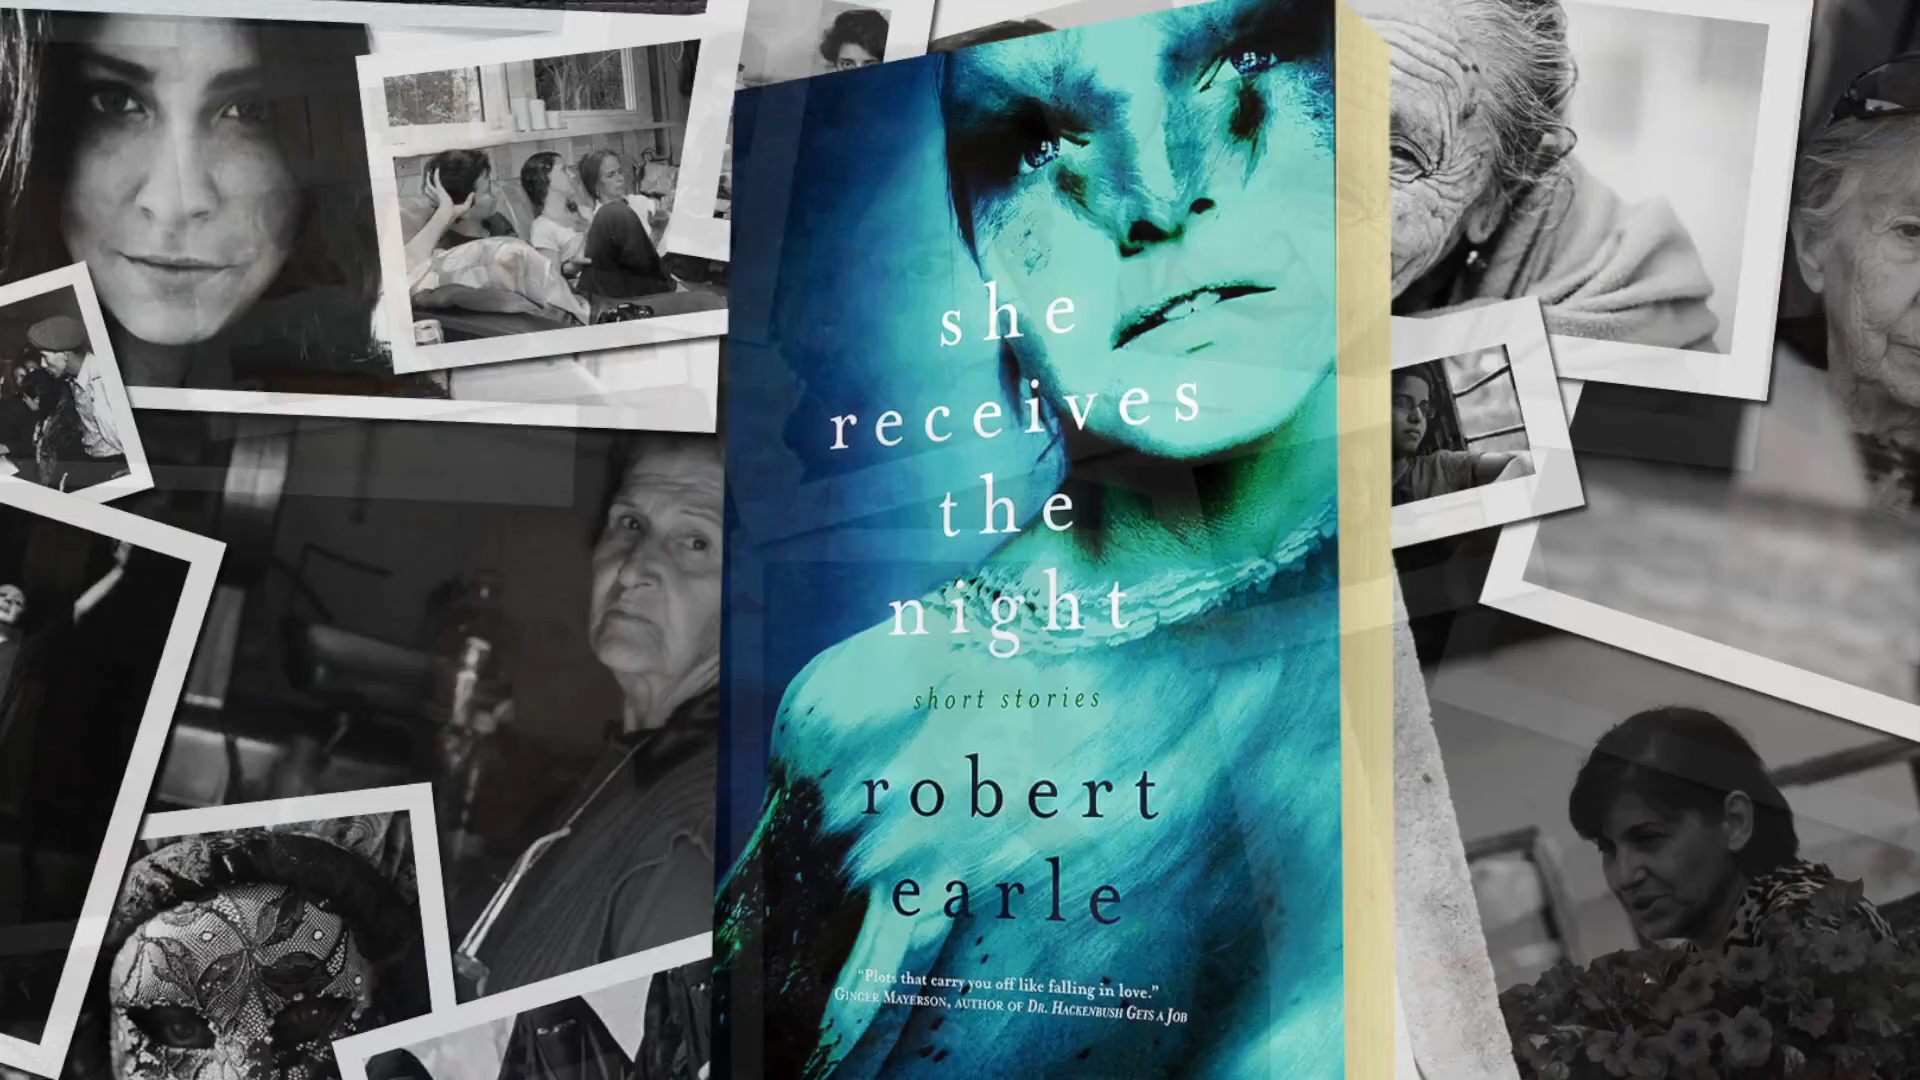 she
receives
the
night
short stories
robert
earle
“Plots that carry you off like falling in love.”
Ginger Mayerson, author of Dr. Hackenbush Gets a Job